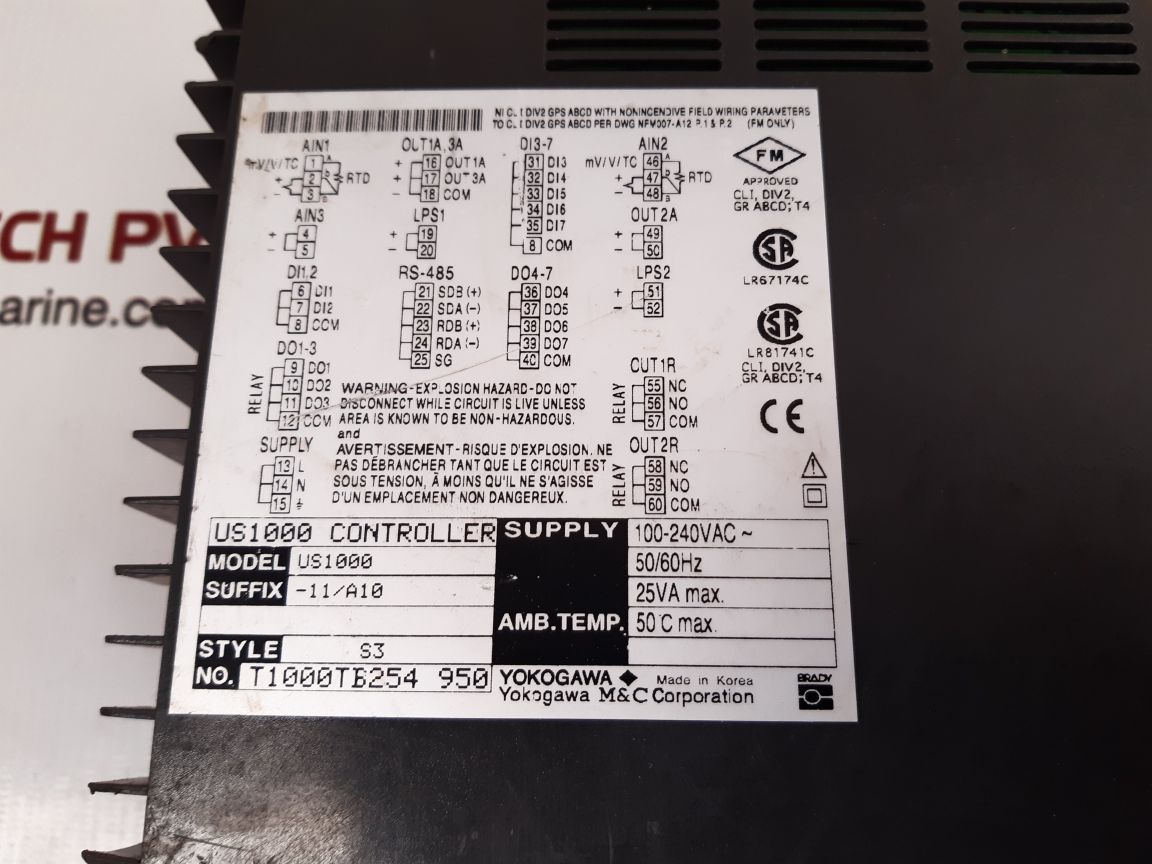 NI CL I DIV2 GPS ABCD WITH NONINCENDIVE FIELD WIRING PARAMETERS
TO CL I DIV2 GPS ABCD PER DWG NFM007-A12 P.1 & P.2 (FM ONLY)
AIN1
mV/V/TC 1 A
+ 2 B RTD
- 3 B
AIN3
+ 4
- 5
DI1,2
6 DI1
7 DI2
8 COM
DO1-3
RELAY
9 DO1
10 DO2
11 DO3
12 COM
SUPPLY
13 L
14 N
15
OUT1A, 3A
+ 16 OUT1A
+ 17 OUT3A
- 18 COM
LPS1
+ 19
- 20
RS-485
21 SDB (+)
22 SDA (-)
23 RDB (+)
24 RDA (-)
25 SG
DI3-7
31 DI3
32 DI4
33 DI5
34 DI6
35 DI7
8 COM
DO4-7
36 DO4
37 DO5
38 DO6
39 DO7
40 COM
AIN2
mV/V/TC 46 A
+ 47 B RTD
- 48 B
OUT2A
+ 49
- 50
LPS2
+ 51
- 52
OUT1R
RELAY
55 NC
56 NO
57 COM
OUT2R
RELAY
58 NC
59 NO
60 COM
WARNING-EXPLOSION HAZARD-DO NOT
DISCONNECT WHILE CIRCUIT IS LIVE UNLESS
AREA IS KNOWN TO BE NON-HAZARDOUS.
and
AVERTISSEMENT-RISQUE D'EXPLOSION. NE
PAS DÉBRANCHER TANT QUE LE CIRCUIT EST
SOUS TENSION, À MOINS QU'IL NE S'AGISSE
D'UN EMPLACEMENT NON DANGEREUX.
FM
APPROVED
CLI, DIV2,
GR ABCD; T4
SA
LR67174C
SA
LR81741C
CLI, DIV2,
GR ABCD; T4
CE
US1000 CONTROLLER SUPPLY 100-240VAC ~
MODEL US1000 50/60Hz
SUFFIX -11/A10 25VA max.
AMB.TEMP. 50°C max.
STYLE S3
NO. T1000TB254 950
YOKOGAWA ◆ Made in Korea
Yokogawa M&C Corporation
BRADY
CH PV
arine.co